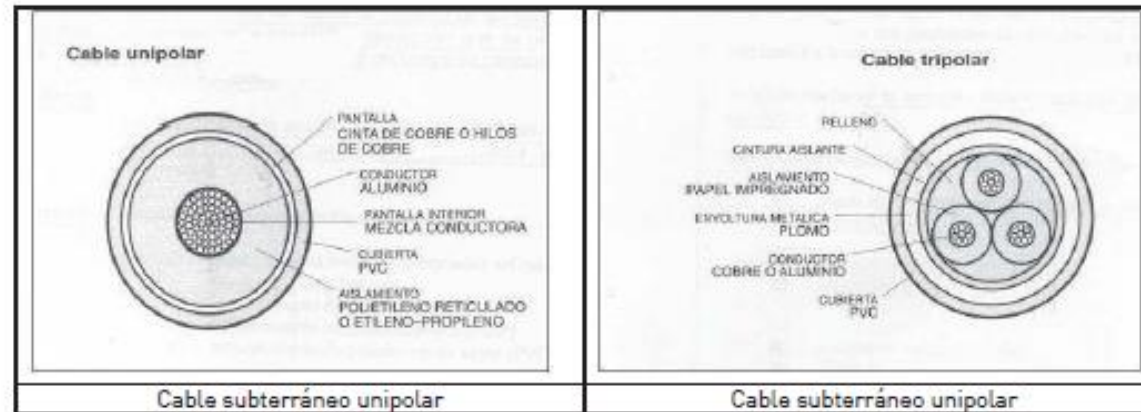 Cable unipolar
PANTALLA
CINTA DE COBRE O HILOS
DE COBRE
CONDUCTOR
ALUMINIO
PANTALLA INTERIOR
MEZCLA CONDUCTORA
CUBIERTA
PVC
AISLAMIENTO
POLIETILENO RETICULADO
O ETILENO-PROPILENO
Cable subterráneo unipolar
Cable tripolar
RELLENO
CINTURA AISLANTE
AISLAMIENTO
PAPEL IMPREGNADO
ENVOLTURA METALICA
PLOMO
CONDUCTOR
COBRE O ALUMINIO
CUBIERTA
PVC
Cable subterráneo unipolar